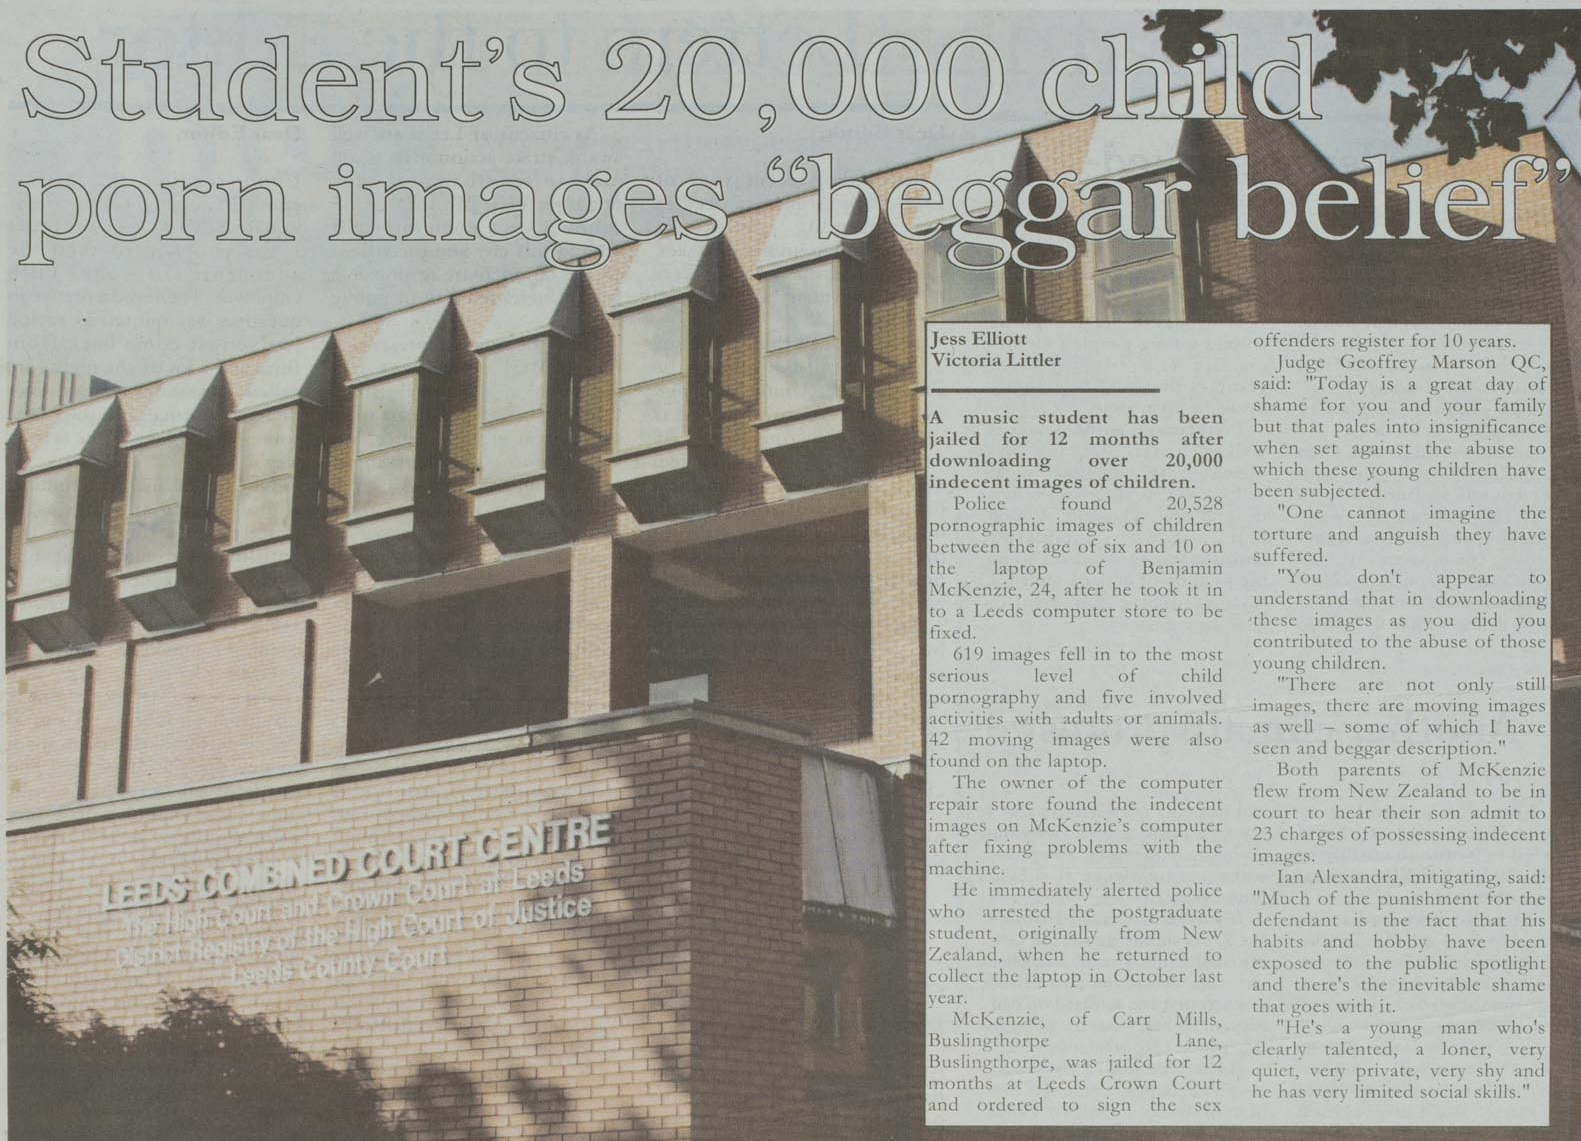 Student's 20,000 child
porn images "beggar belief"
Jess Elliott
Victoria Littler
A music student has been
jailed for 12 months after
downloading over 20,000
indecent images of children.
Police found 20,528
pornographic images of children
between the age of six and 10 on
the laptop of Benjamin
McKenzie, 24, after he took it in
to a Leeds computer store to be
fixed.
619 images fell in to the most
serious level of child
pornography and five involved
activities with adults or animals.
42 moving images were also
found on the laptop.
The owner of the computer
repair store found the indecent
images on McKenzie's computer
after fixing problems with the
machine.
He immediately alerted police
who arrested the postgraduate
student, originally from New
Zealand, when he returned to
collect the laptop in October last
year.
McKenzie, of Carr Mills,
Buslingthorpe Lane,
Buslingthorpe, was jailed for 12
months at Leeds Crown Court
and ordered to sign the sex
offenders register for 10 years.
Judge Geoffrey Marson QC,
said: "Today is a great day of
shame for you and your family
but that pales into insignificance
when set against the abuse to
which these young children have
been subjected.
"One cannot imagine the
torture and anguish they have
suffered.
"You don't appear to
understand that in downloading
these images as you did you
contributed to the abuse of those
young children.
"There are not only still
images, there are moving images
as well – some of which I have
seen and beggar description."
Both parents of McKenzie
flew from New Zealand to be in
court to hear their son admit to
23 charges of possessing indecent
images.
Ian Alexandra, mitigating, said:
"Much of the punishment for the
defendant is the fact that his
habits and hobby have been
exposed to the public spotlight
and there's the inevitable shame
that goes with it.
"He's a young man who's
clearly talented, a loner, very
quiet, very private, very shy and
he has very limited social skills."
LEEDS COMBINED COURT CENTRE
The High Court and Crown Court at Leeds
District Registry of the High Court of Justice
Leeds County Court